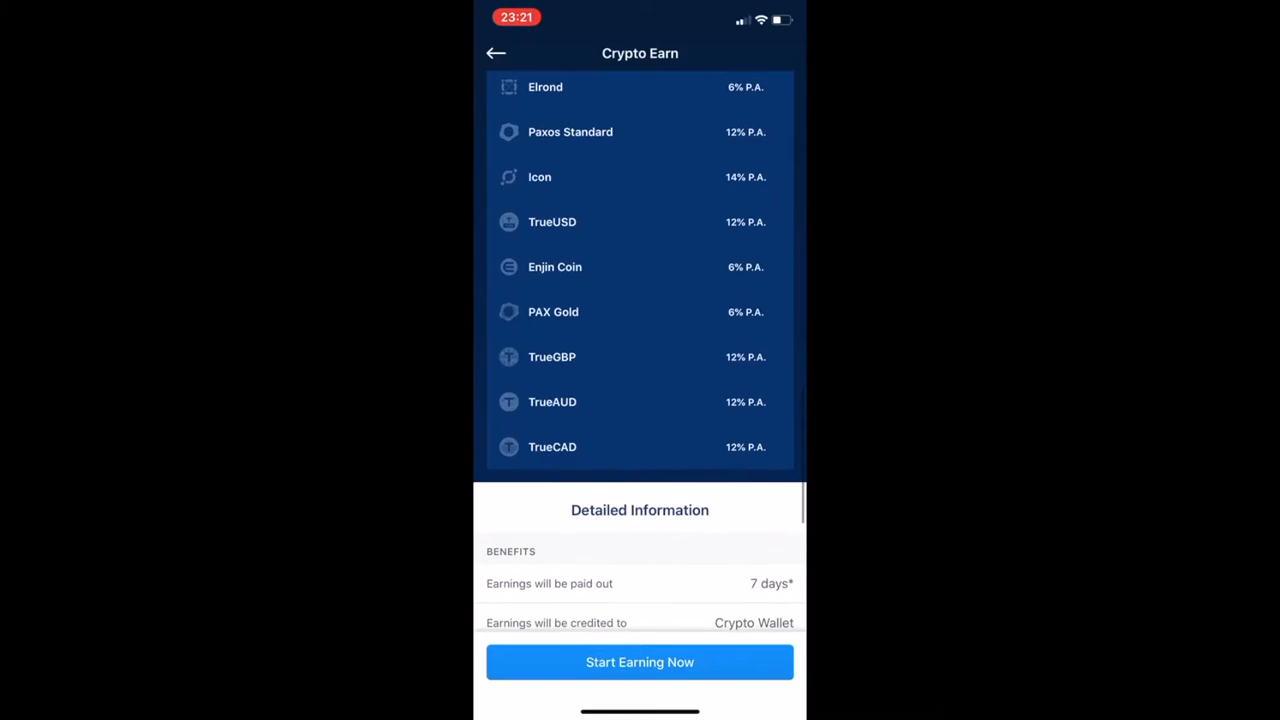 23:21
Crypto Earn
Elrond 6% P.A.
Paxos Standard 12% P.A.
Icon 14% P.A.
TrueUSD 12% P.A.
Enjin Coin 6% P.A.
PAX Gold 6% P.A.
TrueGBP 12% P.A.
TrueAUD 12% P.A.
TrueCAD 12% P.A.
Detailed Information
BENEFITS
Earnings will be paid out 7 days*
Earnings will be credited to Crypto Wallet
Start Earning Now